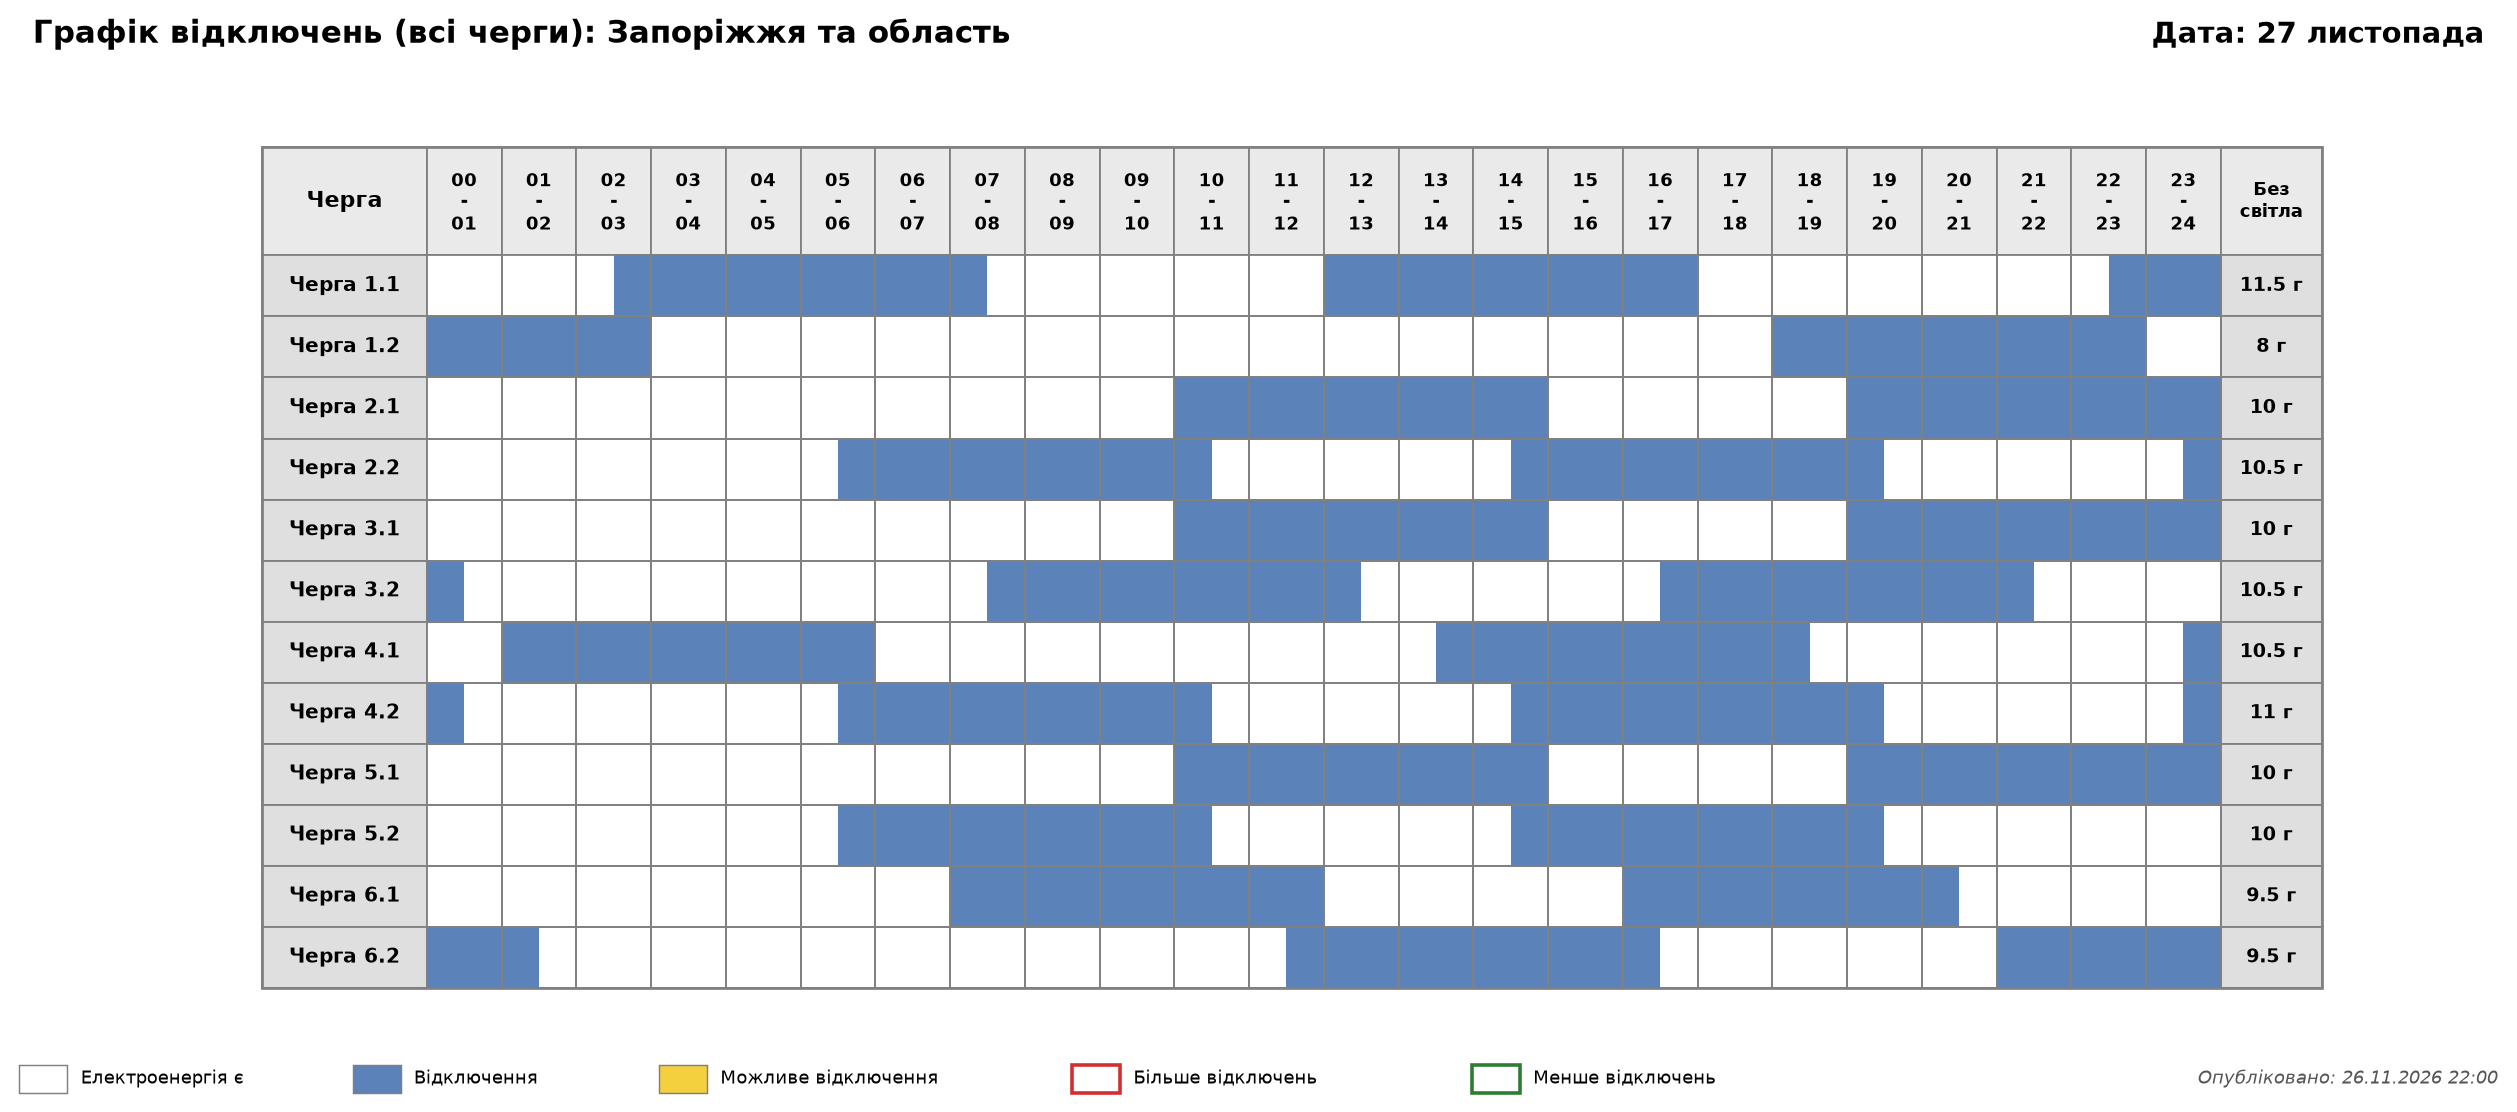 Графік відключень (всі черги): Запоріжжя та область
Дата: 27 листопада
Черга 00 - 01 01 - 02 02 - 03 03 - 04 04 - 05 05 - 06 06 - 07 07 - 08 08 - 09 09 - 10 10 - 11 11 - 12 12 - 13 13 - 14 14 - 15 15 - 16 16 - 17 17 - 18 18 - 19 19 - 20 20 - 21 21 - 22 22 - 23 23 - 24 Без світла
Черга 1.1 11.5 г
Черга 1.2 8 г
Черга 2.1 10 г
Черга 2.2 10.5 г
Черга 3.1 10 г
Черга 3.2 10.5 г
Черга 4.1 10.5 г
Черга 4.2 11 г
Черга 5.1 10 г
Черга 5.2 10 г
Черга 6.1 9.5 г
Черга 6.2 9.5 г
Електроенергія є
Відключення
Можливе відключення
Більше відключень
Менше відключень
Опубліковано: 26.11.2026 22:00